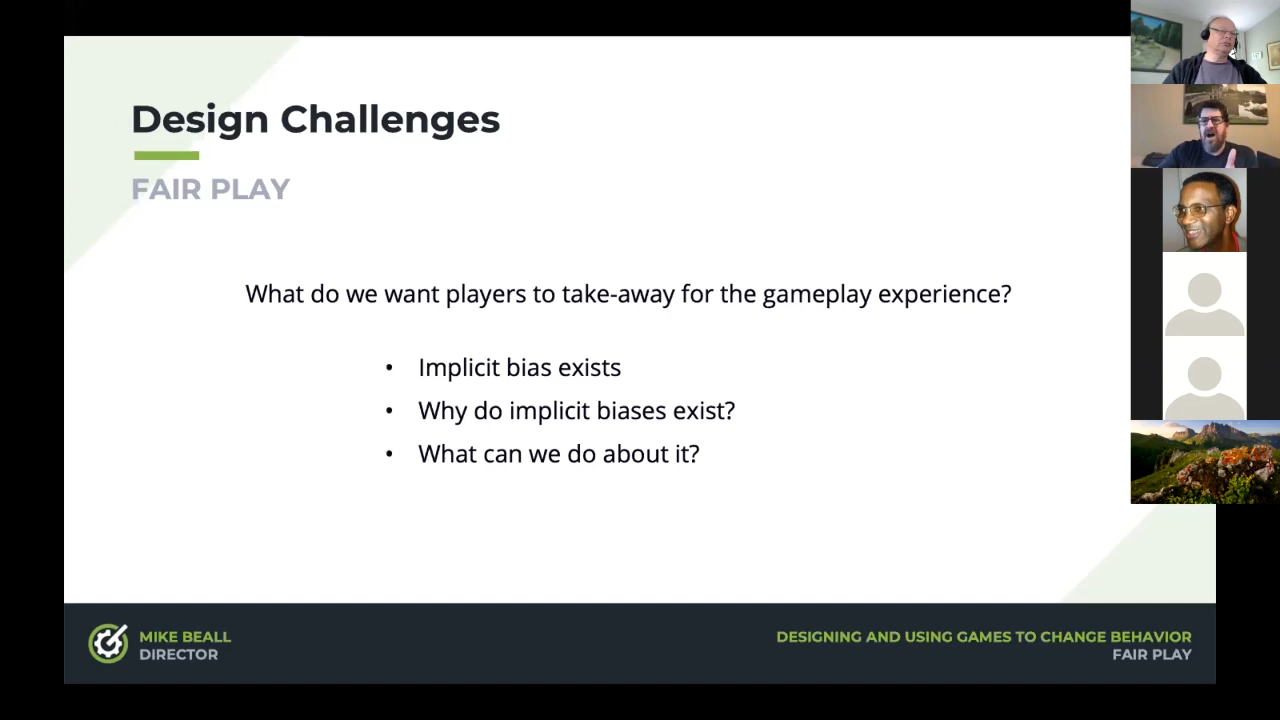 Design Challenges
FAIR PLAY
What do we want players to take-away for the gameplay experience?
• Implicit bias exists
• Why do implicit biases exist?
• What can we do about it?
MIKE BEALL
DIRECTOR
DESIGNING AND USING GAMES TO CHANGE BEHAVIOR
FAIR PLAY